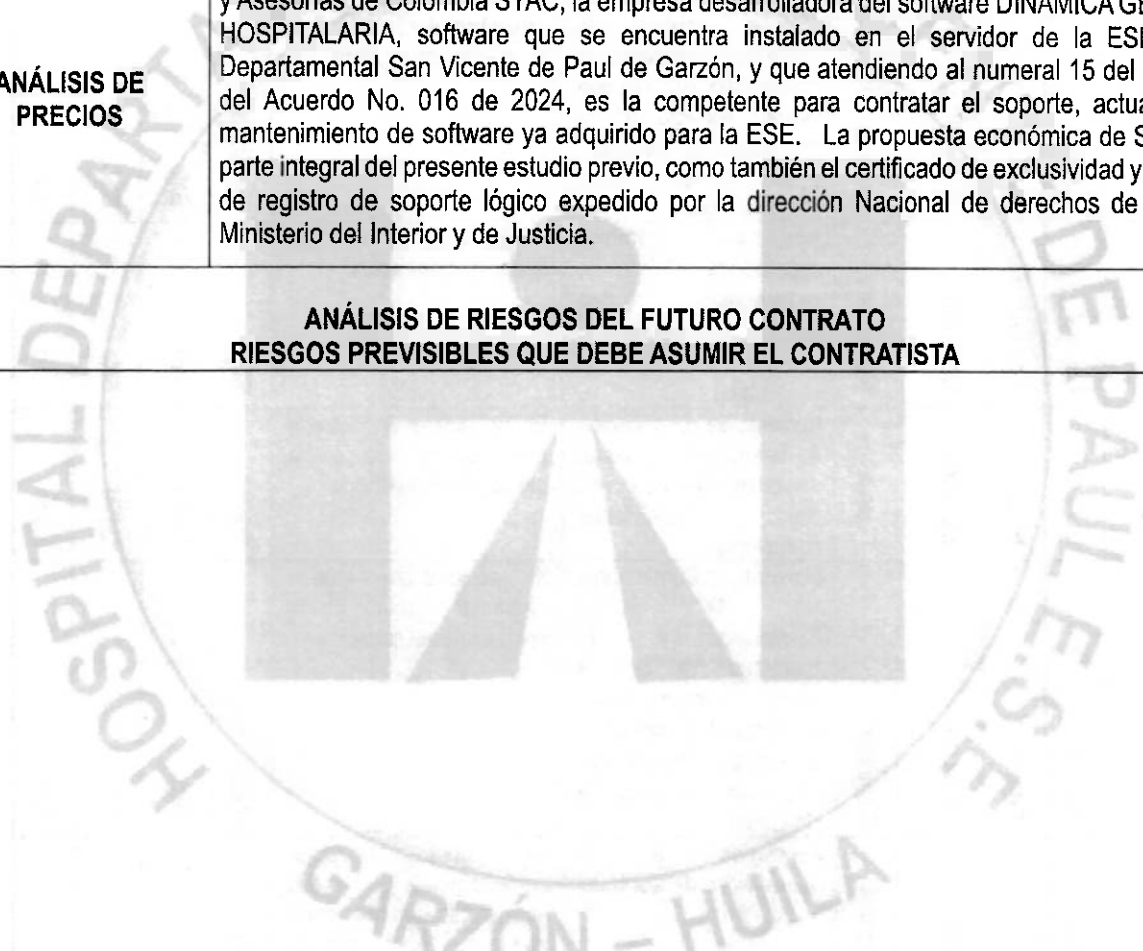 y Asesorías de Colombia SYAC, la empresa desarrolladora del software DINAMICA GE
HOSPITALARIA, software que se encuentra instalado en el servidor de la ESE
Departamental San Vicente de Paul de Garzón, y que atendiendo al numeral 15 del
ANÁLISIS DE
PRECIOS
del Acuerdo No. 016 de 2024, es la competente para contratar el soporte, actua
mantenimiento de software ya adquirido para la ESE. La propuesta económica de S
parte integral del presente estudio previo, como también el certificado de exclusividad y
de registro de soporte lógico expedido por la dirección Nacional de derechos de
Ministerio del Interior y de Justicia.
ANÁLISIS DE RIESGOS DEL FUTURO CONTRATO
RIESGOS PREVISIBLES QUE DEBE ASUMIR EL CONTRATISTA
HOSPITAL DEPARTA
DE PAUL E.S.E
GARZÓN - HUILA